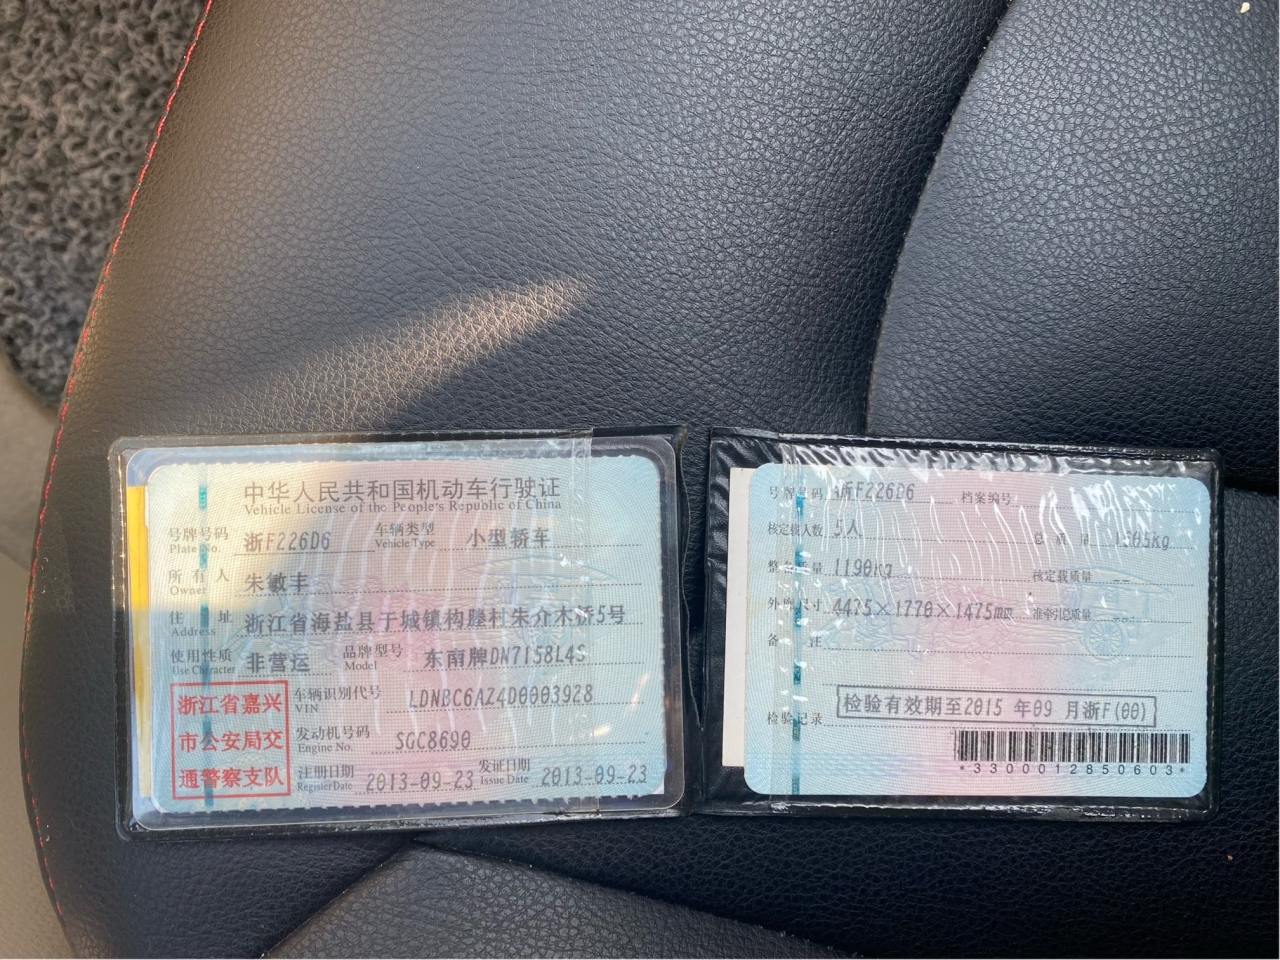 中华人民共和国机动车行驶证
Vehicle License of the People's Republic of China
号牌号码 浙F226D6 车辆类型 小型轿车
Plate No. Vehicle Type
所有人 朱敏丰
Owner
住址 浙江省海盐县于城镇构塍村朱介木桥5号
Address
使用性质 非营运 品牌型号 东南牌DN7158L4S
Use Character Model
浙江省嘉兴
市公安局交
通警察支队
车辆识别代号 LDNBC6AZ4D0003928
VIN
发动机号码 SGC8690
Engine No.
注册日期 2013-09-23 发证日期 2013-09-23
Register Date Issue Date
号牌号码 浙F226D6 档案编号
核定载人数 5人 总质量
整备质量 1190kg 核定载质量 --
外廓尺寸 4475×1770×1475mm 准牵引总质量 --
备注
检验记录 检验有效期至2015年09月浙F(00)
*3300012850603*